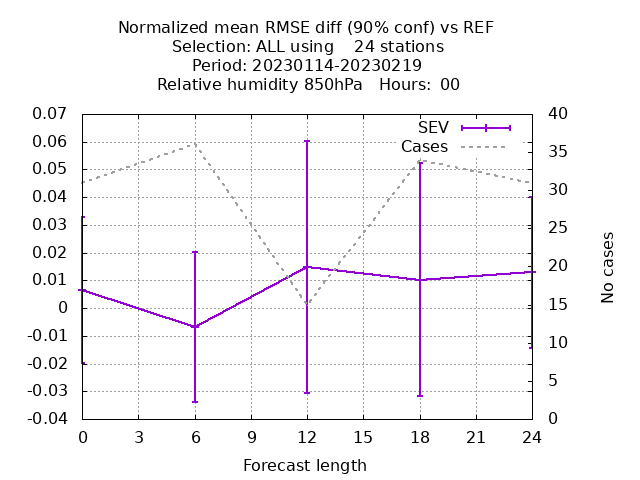 Normalized mean RMSE diff (90% conf) vs REF
Selection: ALL using    24 stations
Period: 20230114-20230219
Relative humidity 850hPa   Hours: 00
0.07
0.06
0.05
0.04
0.03
0.02
0.01
0
-0.01
-0.02
-0.03
-0.04
SEV
Cases
40
35
30
25
20
15
10
5
0
No cases
0 3 6 9 12 15 18 21 24
Forecast length